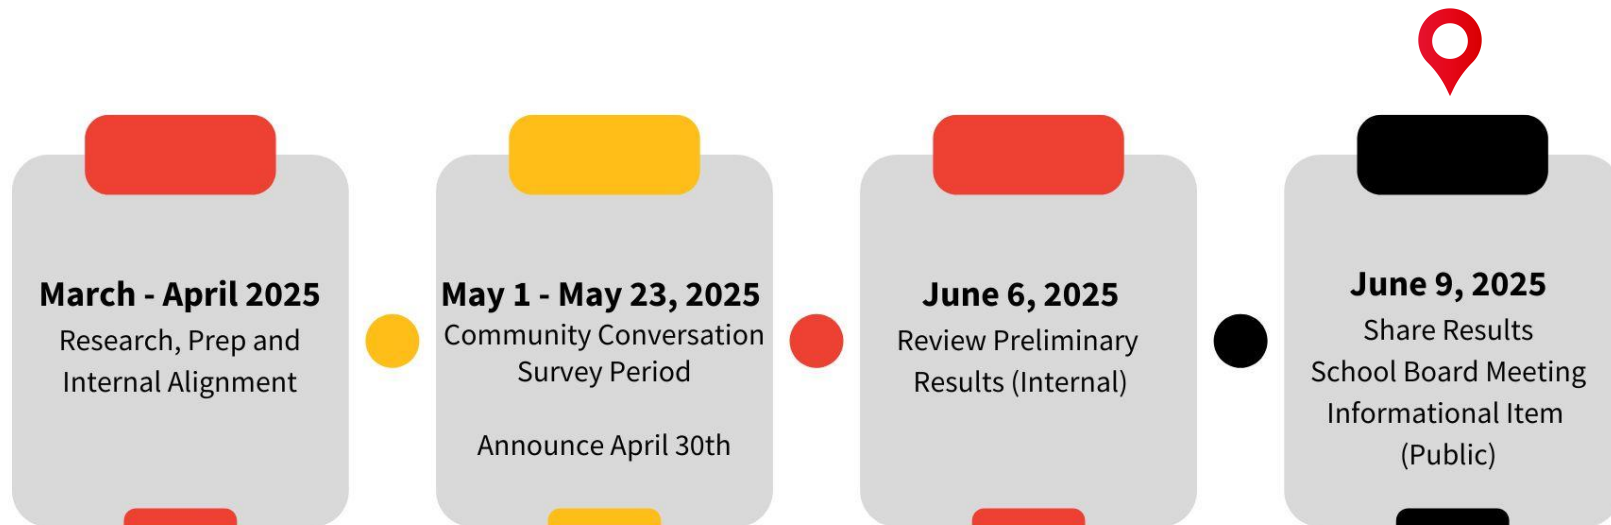 March - April 2025
Research, Prep and
Internal Alignment
May 1 - May 23, 2025
Community Conversation
Survey Period
Announce April 30th
June 6, 2025
Review Preliminary
Results (Internal)
June 9, 2025
Share Results
School Board Meeting
Informational Item
(Public)